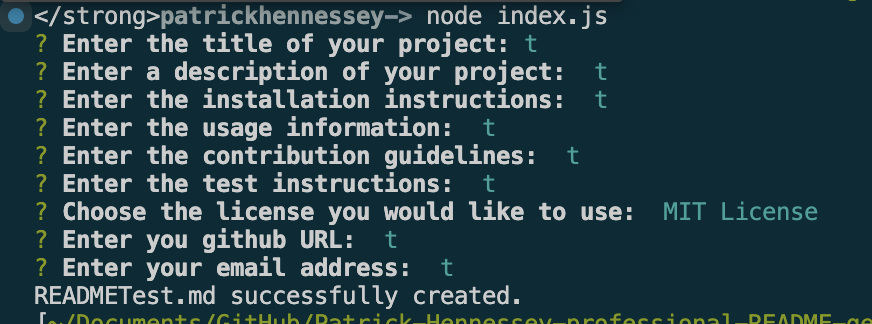 </strong>patrickhennessey-> node index.js
? Enter the title of your project: t
? Enter a description of your project:  t
? Enter the installation instructions:  t
? Enter the usage information:  t
? Enter the contribution guidelines:  t
? Enter the test instructions:  t
? Choose the license you would like to use:  MIT License
? Enter you github URL:  t
? Enter your email address:  t
READMETest.md successfully created.
[~/Documents/GitHub/Patrick-Hennessey-professional-README-ge